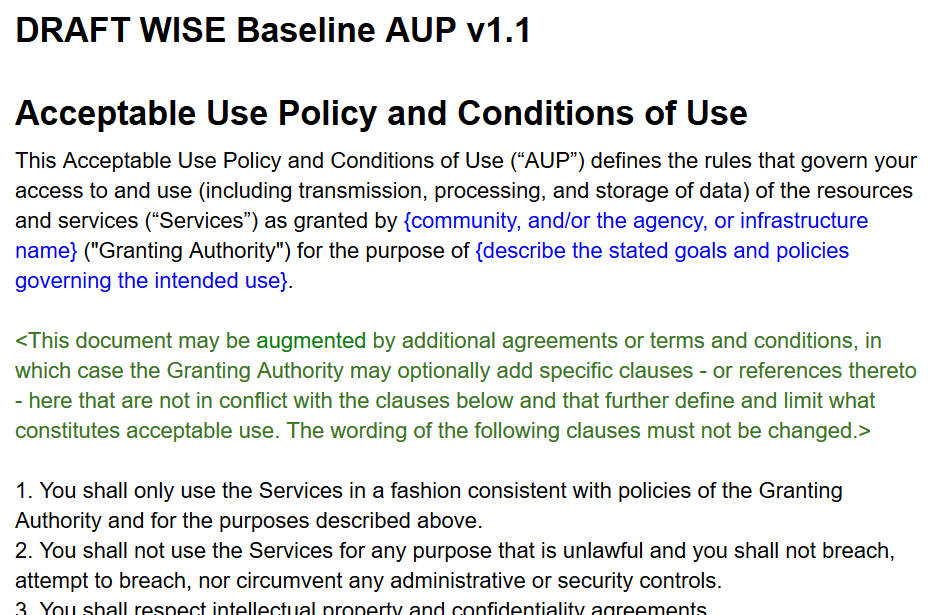 DRAFT WISE Baseline AUP v1.1
Acceptable Use Policy and Conditions of Use
This Acceptable Use Policy and Conditions of Use (“AUP”) defines the rules that govern your
access to and use (including transmission, processing, and storage of data) of the resources
and services (“Services”) as granted by {community, and/or the agency, or infrastructure
name} ("Granting Authority") for the purpose of {describe the stated goals and policies
governing the intended use}.
<This document may be augmented by additional agreements or terms and conditions, in
which case the Granting Authority may optionally add specific clauses - or references thereto
- here that are not in conflict with the clauses below and that further define and limit what
constitutes acceptable use. The wording of the following clauses must not be changed.>
1. You shall only use the Services in a fashion consistent with policies of the Granting
Authority and for the purposes described above.
2. You shall not use the Services for any purpose that is unlawful and you shall not breach,
attempt to breach, nor circumvent any administrative or security controls.
3. You shall respect intellectual property and confidentiality agreements.